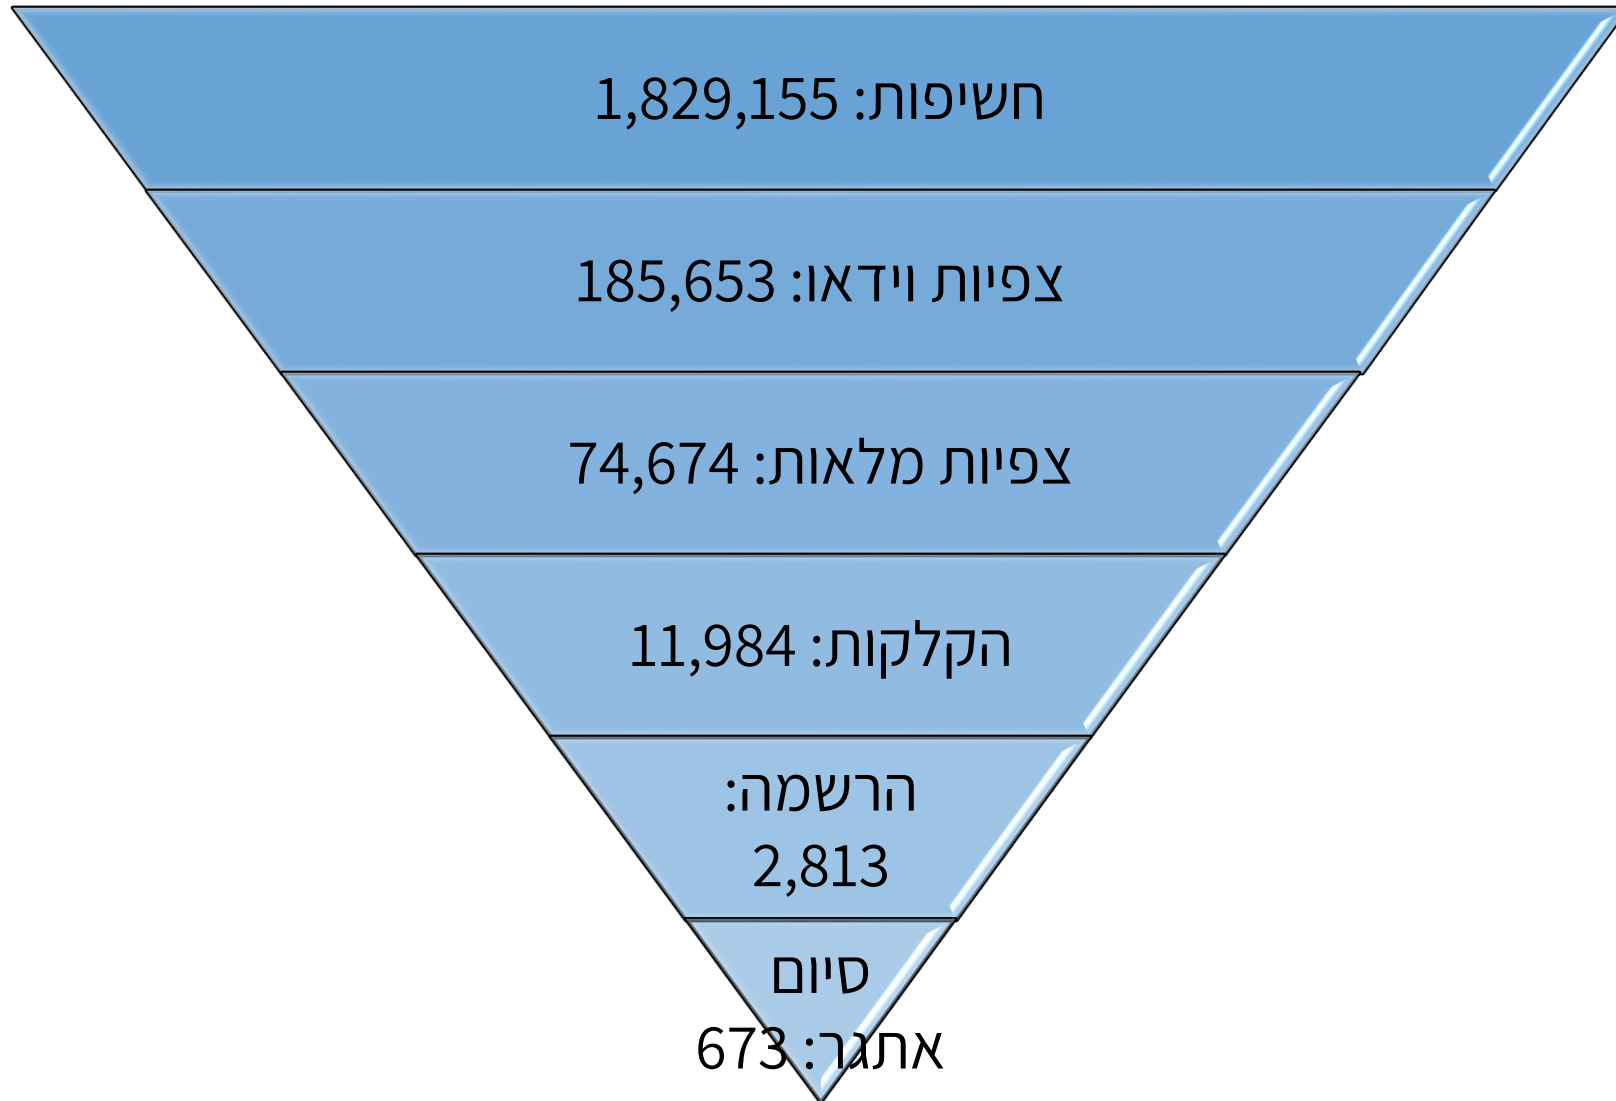 חשיפות: 1,829,155
צפיות וידאו: 185,653
צפיות מלאות: 74,674
הקלקות: 11,984
הרשמה:
2,813
סיום
אתגר: 673